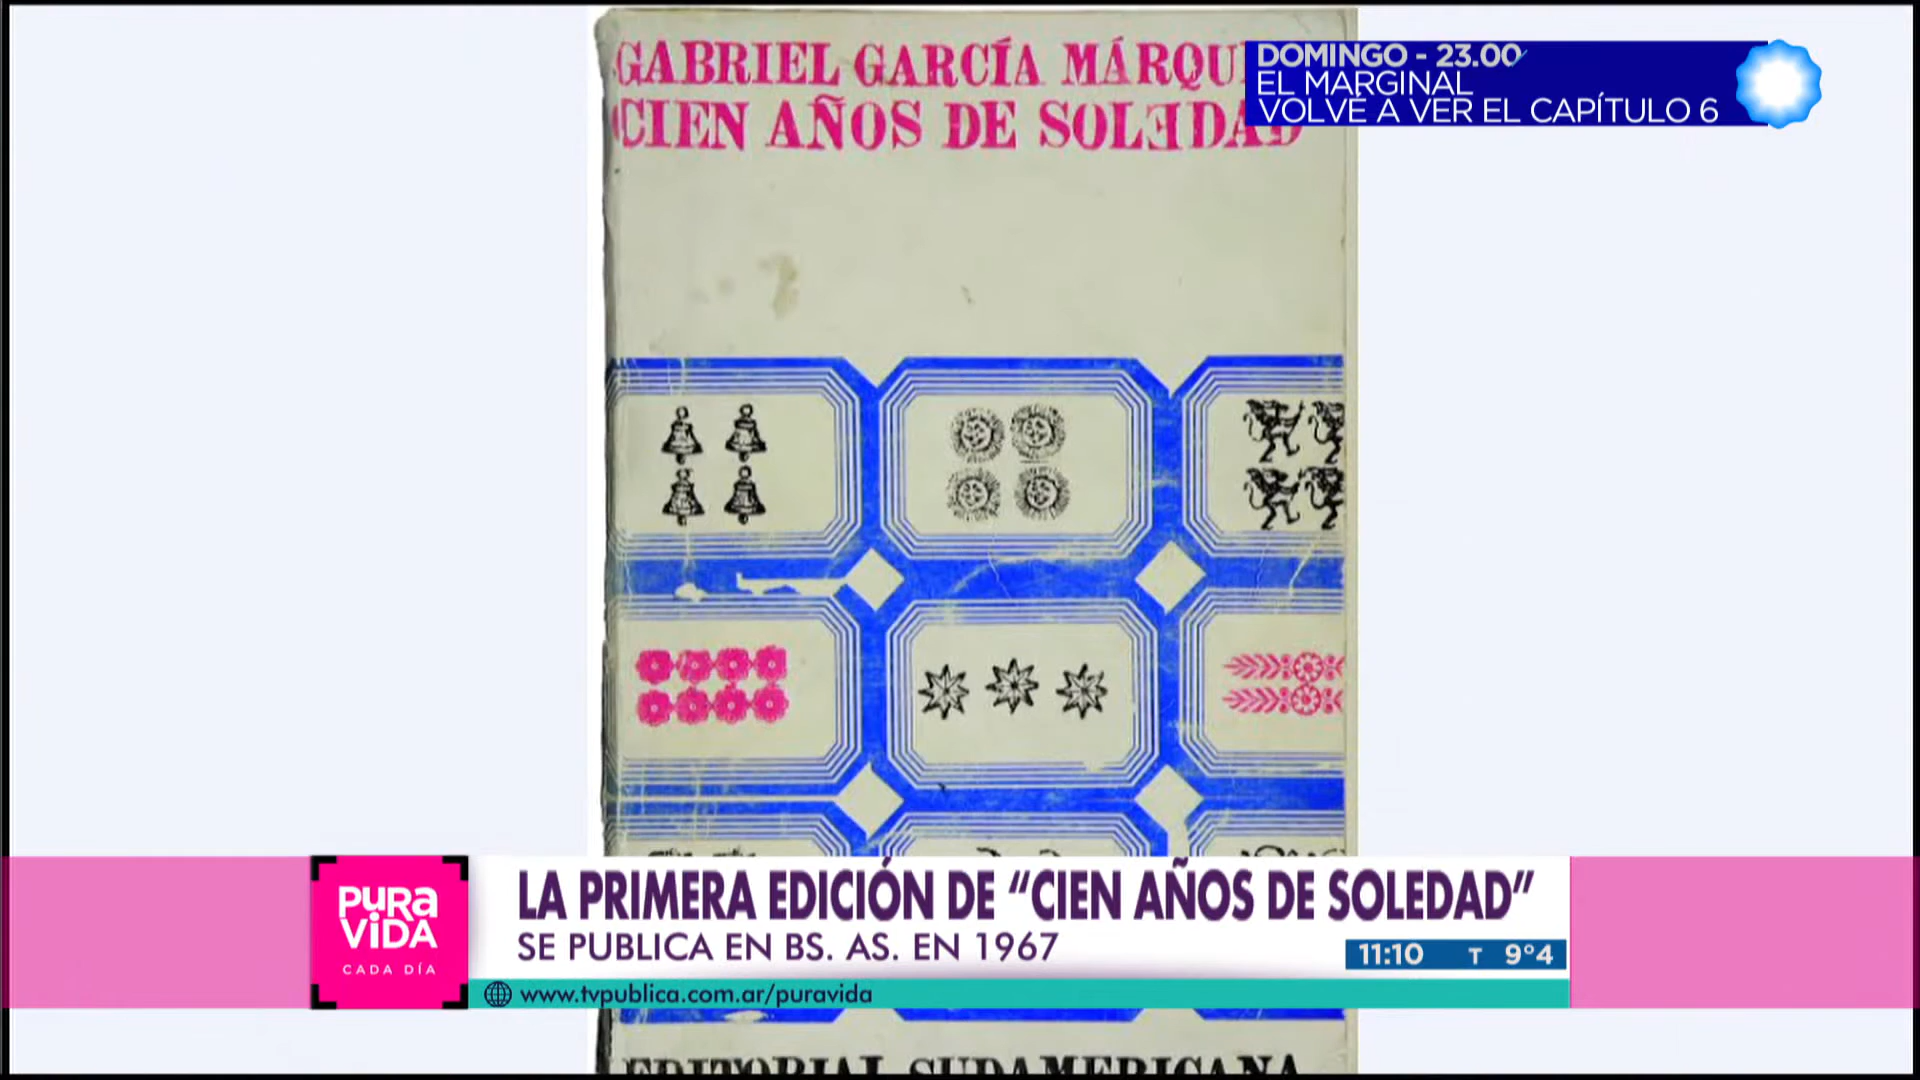 GABRIEL GARCÍA MÁRQU
CIEN AÑOS DE SOLEDAD
DOMINGO - 23.00
EL MARGINAL
VOLVÉ A VER EL CAPÍTULO 6
PURA
VIDA
CADA DÍA
LA PRIMERA EDICIÓN DE “CIEN AÑOS DE SOLEDAD”
SE PUBLICA EN BS. AS. EN 1967
11:10 T 9°4
www.tvpublica.com.ar/puravida
EDITORIAL SUDAMERICANA